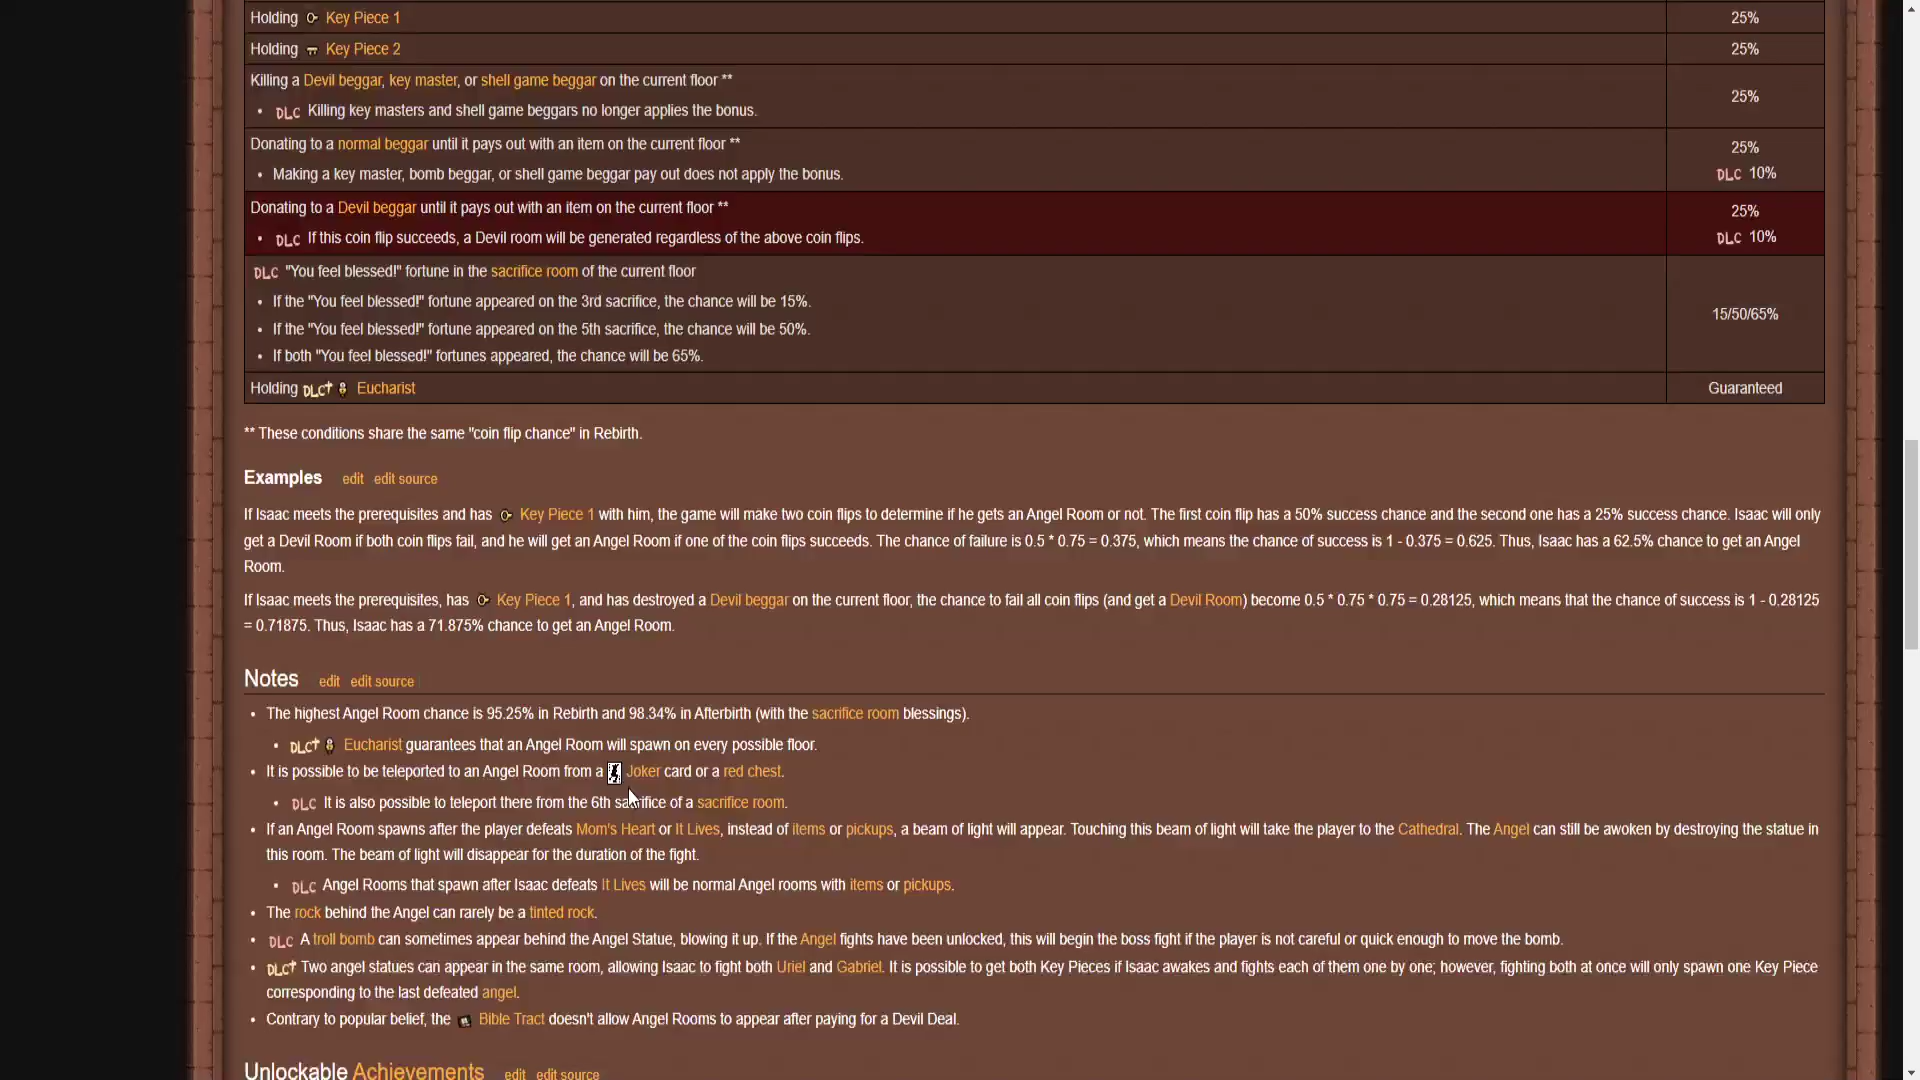 Holding Key Piece 1 25%
Holding Key Piece 2 25%
Killing a Devil beggar, key master, or shell game beggar on the current floor ** 25%
• DLC Killing key masters and shell game beggars no longer applies the bonus.
Donating to a normal beggar until it pays out with an item on the current floor ** 25%
• Making a key master, bomb beggar, or shell game beggar pay out does not apply the bonus. DLC 10%
Donating to a Devil beggar until it pays out with an item on the current floor ** 25%
• DLC If this coin flip succeeds, a Devil room will be generated regardless of the above coin flips. DLC 10%
DLC "You feel blessed!" fortune in the sacrifice room of the current floor
• If the "You feel blessed!" fortune appeared on the 3rd sacrifice, the chance will be 15%.
15/50/65%
• If the "You feel blessed!" fortune appeared on the 5th sacrifice, the chance will be 50%.
• If both "You feel blessed!" fortunes appeared, the chance will be 65%.
Holding DLC† Eucharist Guaranteed
** These conditions share the same "coin flip chance" in Rebirth.
Examples edit edit source
If Isaac meets the prerequisites and has Key Piece 1 with him, the game will make two coin flips to determine if he gets an Angel Room or not. The first coin flip has a 50% success chance and the second one has a 25% success chance. Isaac will only
get a Devil Room if both coin flips fail, and he will get an Angel Room if one of the coin flips succeeds. The chance of failure is 0.5 * 0.75 = 0.375, which means the chance of success is 1 - 0.375 = 0.625. Thus, Isaac has a 62.5% chance to get an Angel
Room.
If Isaac meets the prerequisites, has Key Piece 1, and has destroyed a Devil beggar on the current floor, the chance to fail all coin flips (and get a Devil Room) become 0.5 * 0.75 * 0.75 = 0.28125, which means that the chance of success is 1 - 0.28125
= 0.71875. Thus, Isaac has a 71.875% chance to get an Angel Room.
Notes edit edit source
• The highest Angel Room chance is 95.25% in Rebirth and 98.34% in Afterbirth (with the sacrifice room blessings).
• DLC† Eucharist guarantees that an Angel Room will spawn on every possible floor.
• It is possible to be teleported to an Angel Room from a Joker card or a red chest.
• DLC It is also possible to teleport there from the 6th sacrifice of a sacrifice room.
• If an Angel Room spawns after the player defeats Mom's Heart or It Lives, instead of items or pickups, a beam of light will appear. Touching this beam of light will take the player to the Cathedral. The Angel can still be awoken by destroying the statue in
this room. The beam of light will disappear for the duration of the fight.
• DLC Angel Rooms that spawn after Isaac defeats It Lives will be normal Angel rooms with items or pickups.
• The rock behind the Angel can rarely be a tinted rock.
• DLC A troll bomb can sometimes appear behind the Angel Statue, blowing it up. If the Angel fights have been unlocked, this will begin the boss fight if the player is not careful or quick enough to move the bomb.
• DLC† Two angel statues can appear in the same room, allowing Isaac to fight both Uriel and Gabriel. It is possible to get both Key Pieces if Isaac awakes and fights each of them one by one; however, fighting both at once will only spawn one Key Piece
corresponding to the last defeated angel.
• Contrary to popular belief, the Bible Tract doesn't allow Angel Rooms to appear after paying for a Devil Deal.
Unlockable Achievements edit edit source